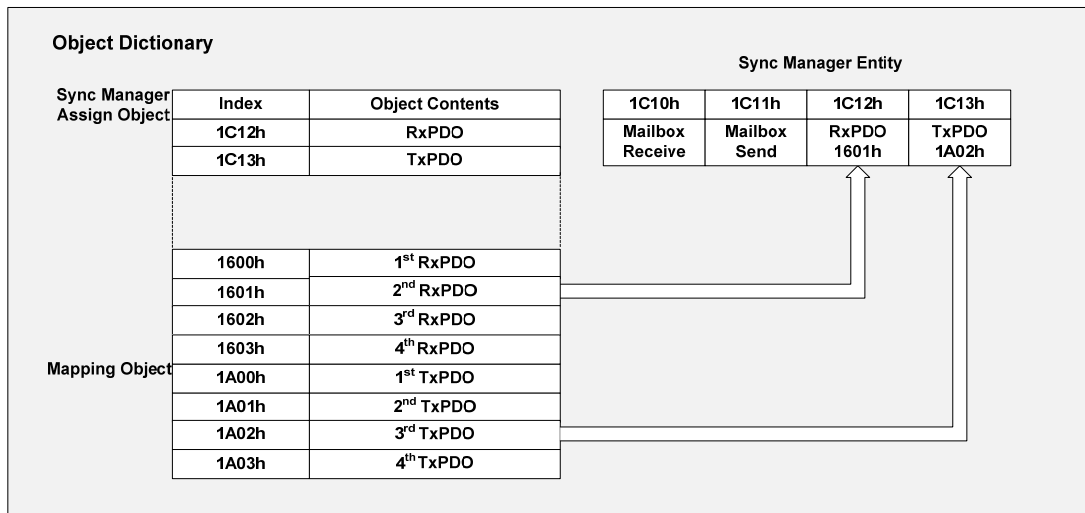 Object Dictionary
Sync Manager Entity
Sync Manager
Assign Object
Index Object Contents
1C12h RxPDO
1C13h TxPDO
1C10h 1C11h 1C12h 1C13h
Mailbox Mailbox RxPDO TxPDO
Receive Send 1601h 1A02h
Mapping Object
1600h 1st RxPDO
1601h 2nd RxPDO
1602h 3rd RxPDO
1603h 4th RxPDO
1A00h 1st TxPDO
1A01h 2nd TxPDO
1A02h 3rd TxPDO
1A03h 4th TxPDO